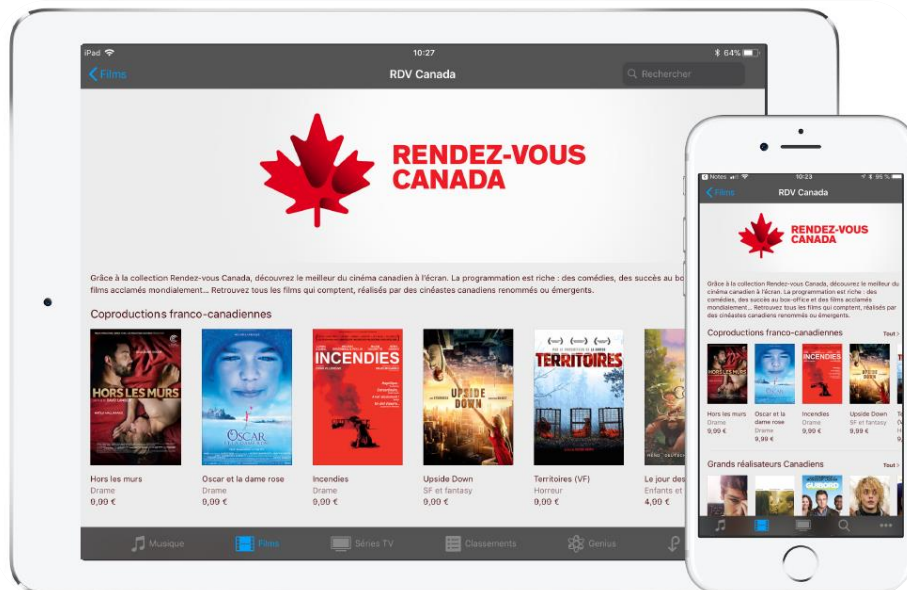 iPad
10:27
64%
Films
RDV Canada
Rechercher
RENDEZ-VOUS
CANADA
Grâce à la collection Rendez-vous Canada, découvrez le meilleur du cinéma canadien à l'écran. La programmation est riche : des comédies, des succès au bo
films acclamés mondialement... Retrouvez tous les films qui comptent, réalisés par des cinéastes canadiens renommés ou émergents.
Coproductions franco-canadiennes
HORS LES MURS
OSCAR
INCENDIES
UPSIDE
DOWN
TERRITOIRES
Hors les murs
Drame
9,99 €
Oscar et la dame rose
Drame
9,99 €
Incendies
Drame
9,99 €
Upside Down
SF et fantasy
9,99 €
Territoires (VF)
Horreur
9,99 €
Le jour des
Enfants et
4,99 €
Musique
Films
Séries TV
Classements
Genius
Notes
10:23
95 %
Films
RDV Canada
RENDEZ-VOUS
CANADA
Grâce à la collection Rendez-vous Canada, découvrez le meilleur du
cinéma canadien à l'écran. La programmation est riche : des
comédies, des succès au box-office et des films acclamés
mondialement... Retrouvez tous les films qui comptent, réalisés par
des cinéastes canadiens renommés ou émergents.
Coproductions franco-canadiennes
Tout
HORS LES MURS
OSCAR
INCENDIES
UPSIDE
DOWN
Hors les murs
Drame
9,99 €
Oscar et la
dame rose
Drame
9,99 €
Incendies
Drame
9,99 €
Upside Down
SF et fantasy
9,99 €
Grands réalisateurs Canadiens
Tout
GUIBORD